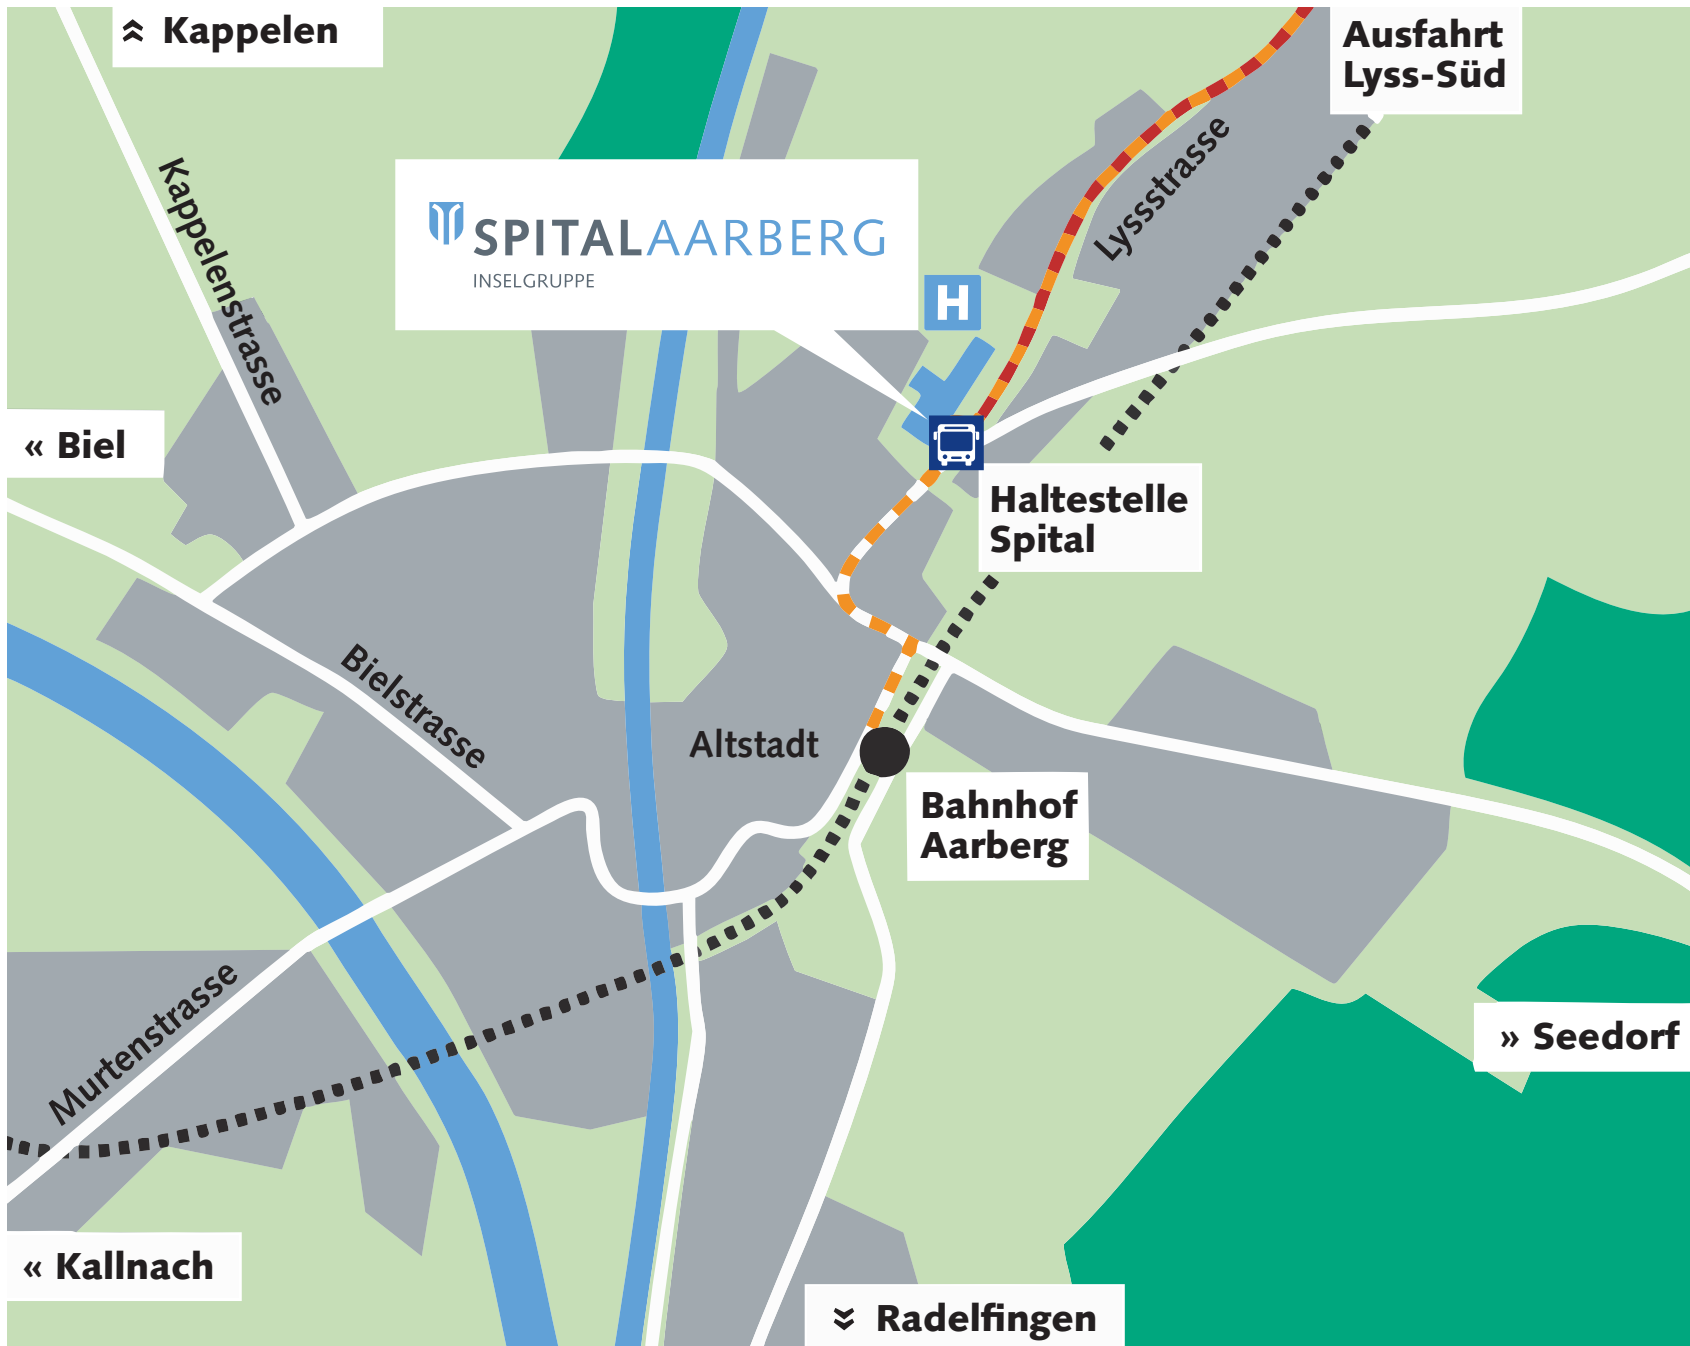 Kappelen
Ausfahrt
Lyss-Süd
Kappelenstrasse
Lyssstrasse
SPITALAARBERG
INSELGRUPPE
H
« Biel
Haltestelle
Spital
Bielstrasse
Altstadt
Bahnhof
Aarberg
Murtenstrasse
» Seedorf
« Kallnach
Radelfingen